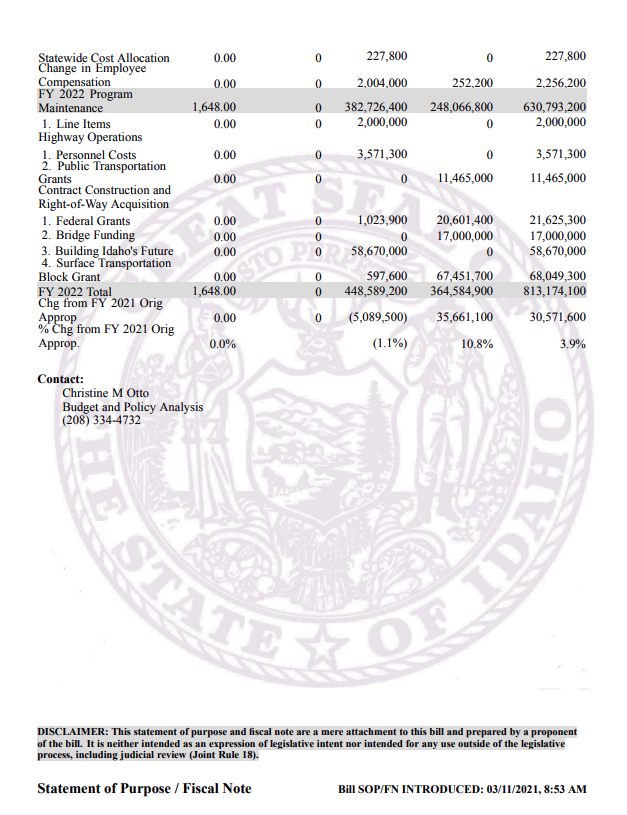 Statewide Cost Allocation 0.00 0 227,800 0 227,800
Change in Employee
Compensation 0.00 0 2,004,000 252,200 2,256,200
FY 2022 Program
Maintenance 1,648.00 0 382,726,400 248,066,800 630,793,200
1. Line Items 0.00 0 2,000,000 0 2,000,000
Highway Operations
1. Personnel Costs 0.00 0 3,571,300 0 3,571,300
2. Public Transportation
Grants 0.00 0 0 11,465,000 11,465,000
Contract Construction and
Right-of-Way Acquisition
1. Federal Grants 0.00 0 1,023,900 20,601,400 21,625,300
2. Bridge Funding 0.00 0 0 17,000,000 17,000,000
3. Building Idaho's Future 0.00 0 58,670,000 0 58,670,000
4. Surface Transportation
Block Grant 0.00 0 597,600 67,451,700 68,049,300
FY 2022 Total 1,648.00 0 448,589,200 364,584,900 813,174,100
Chg from FY 2021 Orig
Approp 0.00 0 (5,089,500) 35,661,100 30,571,600
% Chg from FY 2021 Orig
Approp. 0.0% (1.1%) 10.8% 3.9%
Contact:
Christine M Otto
Budget and Policy Analysis
(208) 334-4732
GREAT SEAL OF THE STATE OF IDAHO
ESTO PERPETUA
DISCLAIMER: This statement of purpose and fiscal note are a mere attachment to this bill and prepared by a proponent
of the bill. It is neither intended as an expression of legislative intent nor intended for any use outside of the legislative
process, including judicial review (Joint Rule 18).
Statement of Purpose / Fiscal Note Bill SOP/FN INTRODUCED: 03/11/2021, 8:53 AM